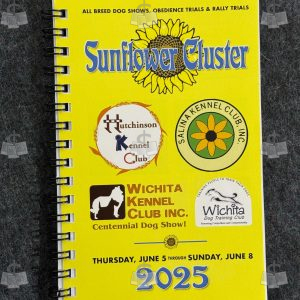 ALL BREED DOG SHOWS, OBEDIENCE TRIALS & RALLY TRIALS
Sunflower Cluster
Hutchinson
Kennel
Club
SALINA KENNEL CLUB, INC.
WICHITA
KENNEL
CLUB INC.
Centennial Dog Show!
Wichita
Dog Training Club
THURSDAY, JUNE 5 THROUGH SUNDAY, JUNE 8
2025